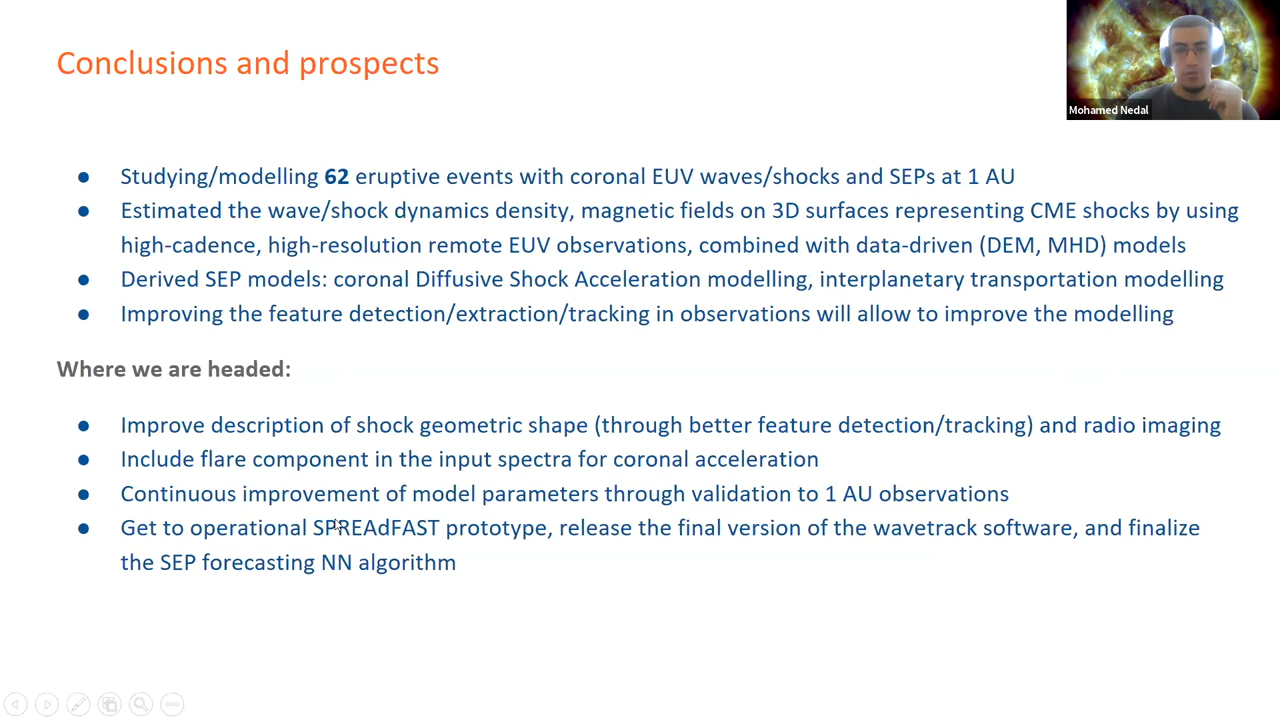 Conclusions and prospects
Mohamed Nedal
● Studying/modelling 62 eruptive events with coronal EUV waves/shocks and SEPs at 1 AU
● Estimated the wave/shock dynamics density, magnetic fields on 3D surfaces representing CME shocks by using
high-cadence, high-resolution remote EUV observations, combined with data-driven (DEM, MHD) models
● Derived SEP models: coronal Diffusive Shock Acceleration modelling, interplanetary transportation modelling
● Improving the feature detection/extraction/tracking in observations will allow to improve the modelling
Where we are headed:
● Improve description of shock geometric shape (through better feature detection/tracking) and radio imaging
● Include flare component in the input spectra for coronal acceleration
● Continuous improvement of model parameters through validation to 1 AU observations
● Get to operational SPREAdFAST prototype, release the final version of the wavetrack software, and finalize
the SEP forecasting NN algorithm